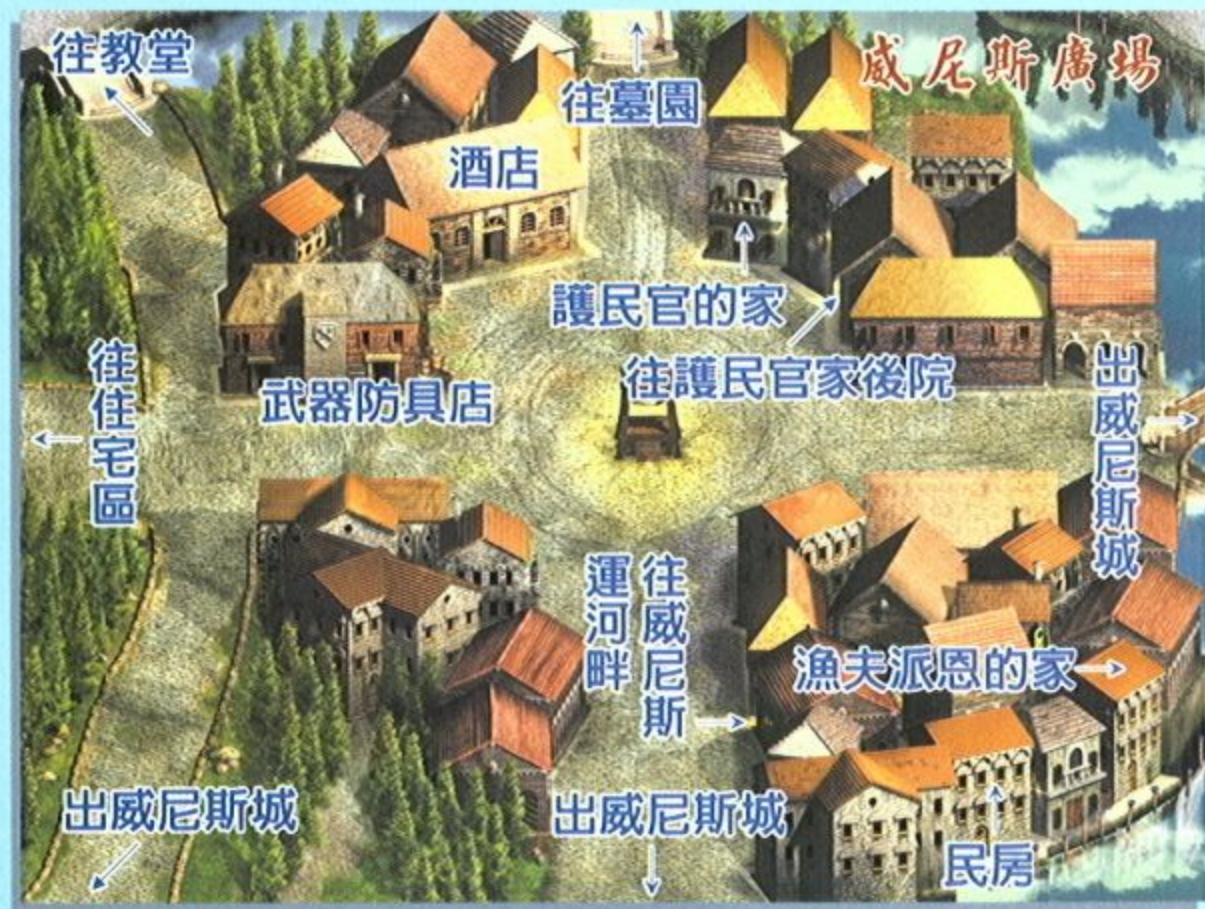 往教堂
往墓園
威尼斯廣場
酒店
護民官的家
往護民官家後院
武器防具店
往住宅區
出威尼斯城
往威尼斯
運河畔
漁夫派恩的家
出威尼斯城
出威尼斯城
民房